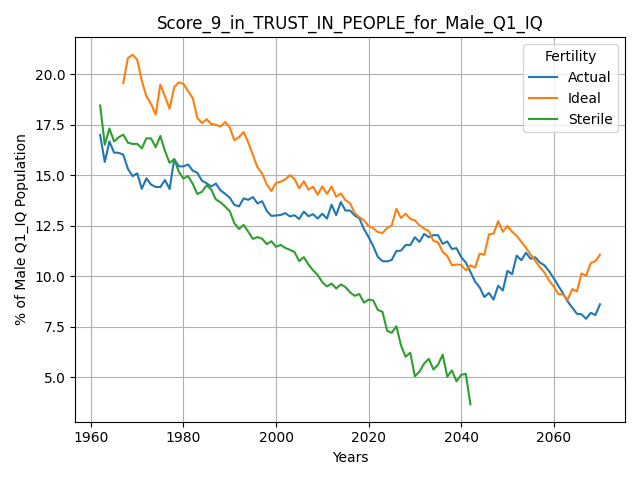 Score_9_in_TRUST_IN_PEOPLE_for_Male_Q1_IQ
Fertility
Actual
Ideal
Sterile
% of Male Q1_IQ Population
20.0
17.5
15.0
12.5
10.0
7.5
5.0
1960 1980 2000 2020 2040 2060
Years